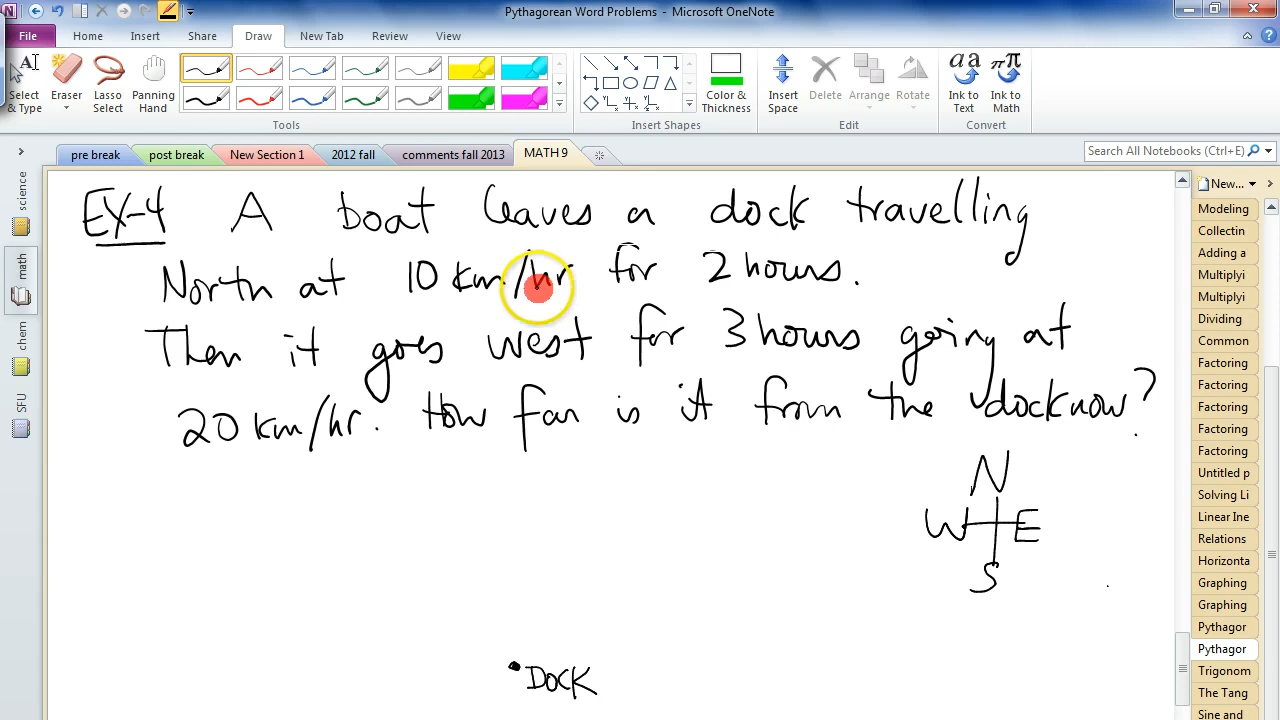 Pythagorean Word Problems - Microsoft OneNote
File Home Insert Share Draw New Tab Review View
Select & Type Eraser Lasso Select Panning Hand Color & Thickness Insert Space Delete Arrange Rotate Ink to Text Ink to Math
Tools Insert Shapes Edit Convert
pre break post break New Section 1 2012 fall comments fall 2013 MATH 9 Search All Notebooks (Ctrl+E)
science
math
chem
SFU
EX-4 A boat leaves a dock travelling
North at 10 km/hr for 2 hours.
Then it goes west for 3 hours going at
20 km/hr. How far is it from the dock now?
N
W E
S
DOCK
New...
Modeling
Collectin
Adding a
Multiplyi
Multiplyi
Dividing
Common
Factoring
Factoring
Factoring
Factoring
Factoring
Untitled p
Solving Li
Linear Ine
Relations
Horizonta
Graphing
Graphing
Pythagor
Pythagor
Trigonom
The Tang
Sine and